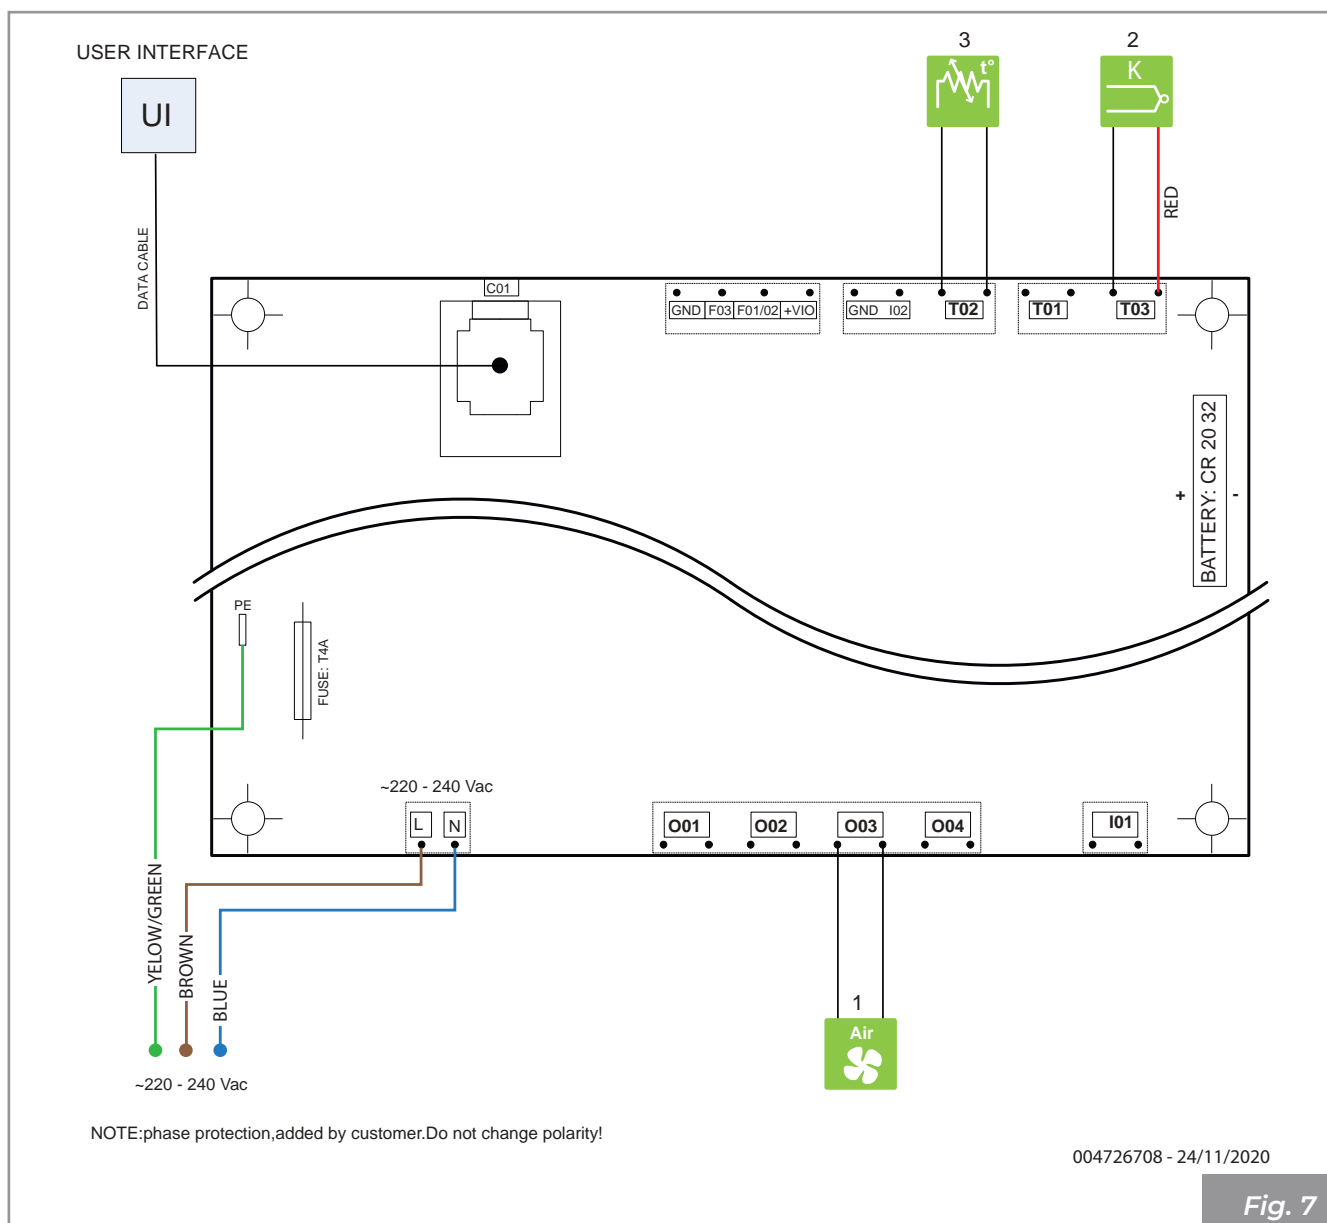 USER INTERFACE
3
2
t°
K
UI
RED
DATA CABLE
C01
GND F03 F01/02 +VIO
GND I02 T02
T01 T03
BATTERY: CR 20 32
+ -
PE
FUSE: T4A
~220 - 240 Vac
L N
O01 O02 O03 O04
I01
YELOW/GREEN
BROWN
BLUE
1
Air
~220 - 240 Vac
NOTE:phase protection,added by customer.Do not change polarity!
004726708 - 24/11/2020
Fig. 7